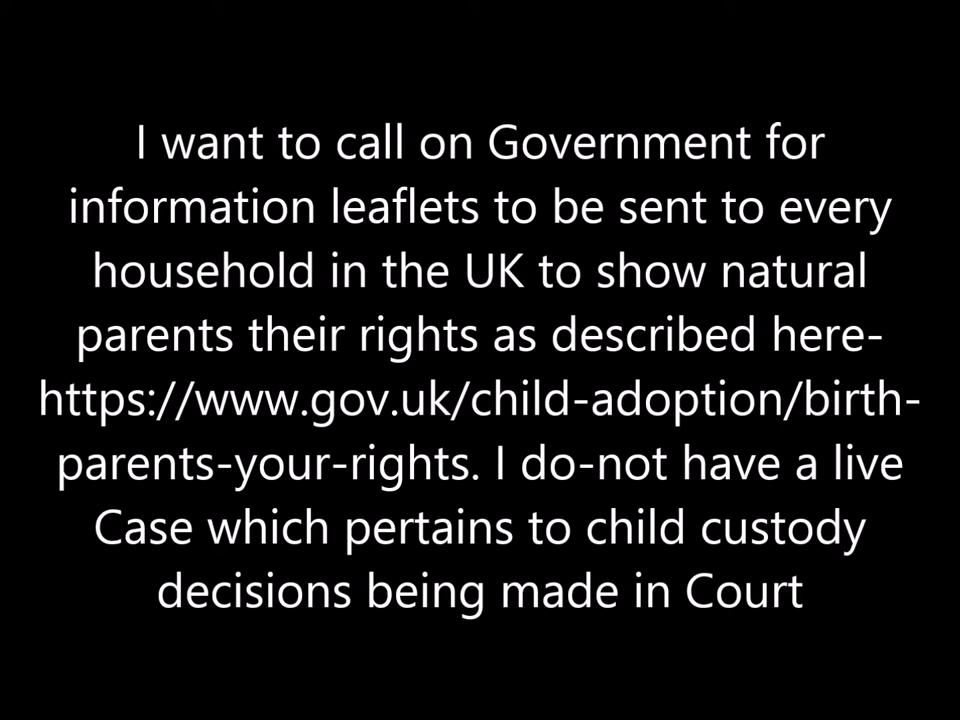 I want to call on Government for
information leaflets to be sent to every
household in the UK to show natural
parents their rights as described here-
https://www.gov.uk/child-adoption/birth-
parents-your-rights. I do-not have a live
Case which pertains to child custody
decisions being made in Court